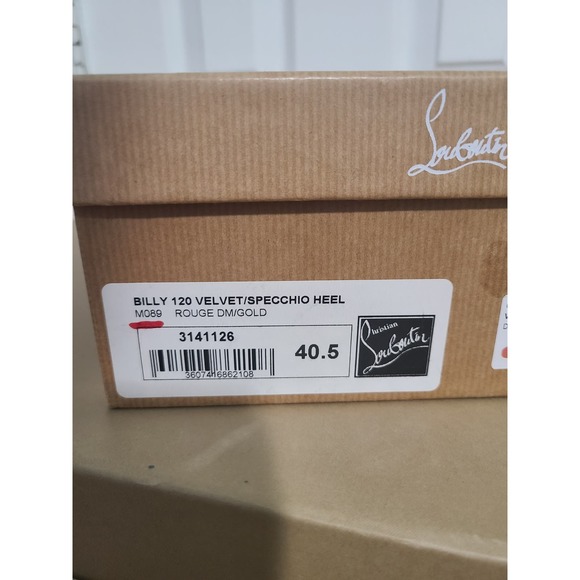 Louboutin
BILLY 120 VELVET/SPECCHIO HEEL
M089 ROUGE DM/GOLD
3141126
3607416862108
40.5
Christian
Louboutin